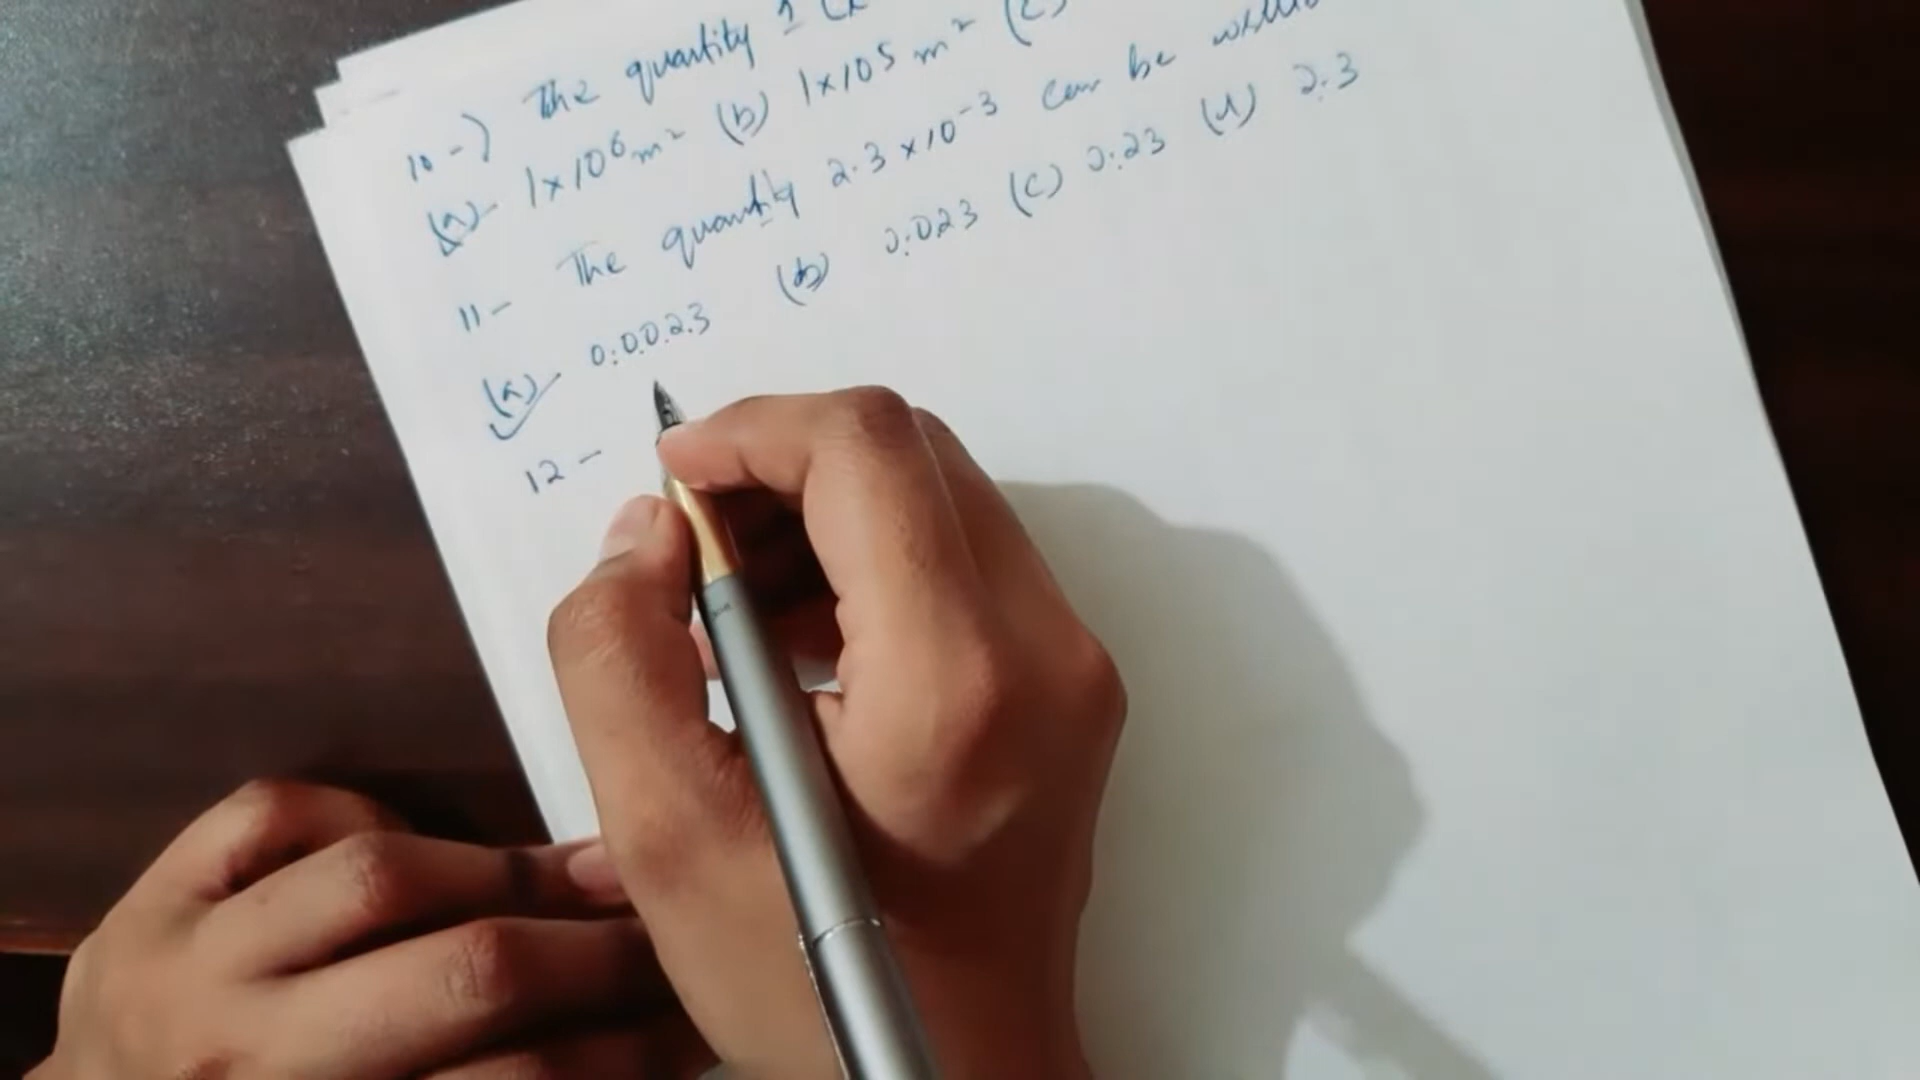 10-) The quantity 1 (
(a)- 1×10⁶ m² (b) 1×10⁵ m² (c)
11- The quantity 2.3×10⁻³ can be
(a) 0.0023 (b) 0.023 (c) 0.23 (d) 2.3
12-